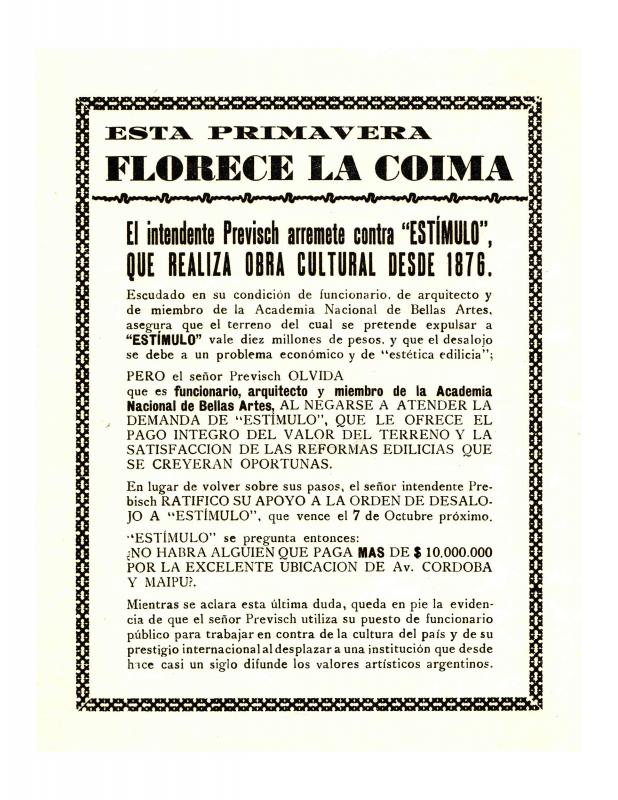 ESTA PRIMAVERA
FLORECE LA COIMA
El intendente Previsch arremete contra "ESTÍMULO",
QUE REALIZA OBRA CULTURAL DESDE 1876.
Escudado en su condición de funcionario, de arquitecto y
de miembro de la Academia Nacional de Bellas Artes,
asegura que el terreno del cual se pretende expulsar a
"ESTÍMULO" vale diez millones de pesos, y que el desalojo
se debe a un problema económico y de "estética edilicia";
PERO el señor Previsch OLVIDA
que es funcionario, arquitecto y miembro de la Academia
Nacional de Bellas Artes, AL NEGARSE A ATENDER LA
DEMANDA DE "ESTÍMULO", QUE LE OFRECE EL
PAGO INTEGRO DEL VALOR DEL TERRENO Y LA
SATISFACCION DE LAS REFORMAS EDILICIAS QUE
SE CREYERAN OPORTUNAS.
En lugar de volver sobre sus pasos, el señor intendente Pre-
bisch RATIFICO SU APOYO A LA ORDEN DE DESALO-
JO A "ESTÍMULO", que vence el 7 de Octubre próximo.
"ESTÍMULO" se pregunta entonces:
¿NO HABRA ALGUIEN QUE PAGA MAS DE $ 10.000.000
POR LA EXCELENTE UBICACION DE Av. CORDOBA
Y MAIPU?.
Mientras se aclara esta última duda, queda en pie la eviden-
cia de que el señor Previsch utiliza su puesto de funcionario
público para trabajar en contra de la cultura del país y de su
prestigio internacional al desplazar a una institución que desde
hace casi un siglo difunde los valores artísticos argentinos.